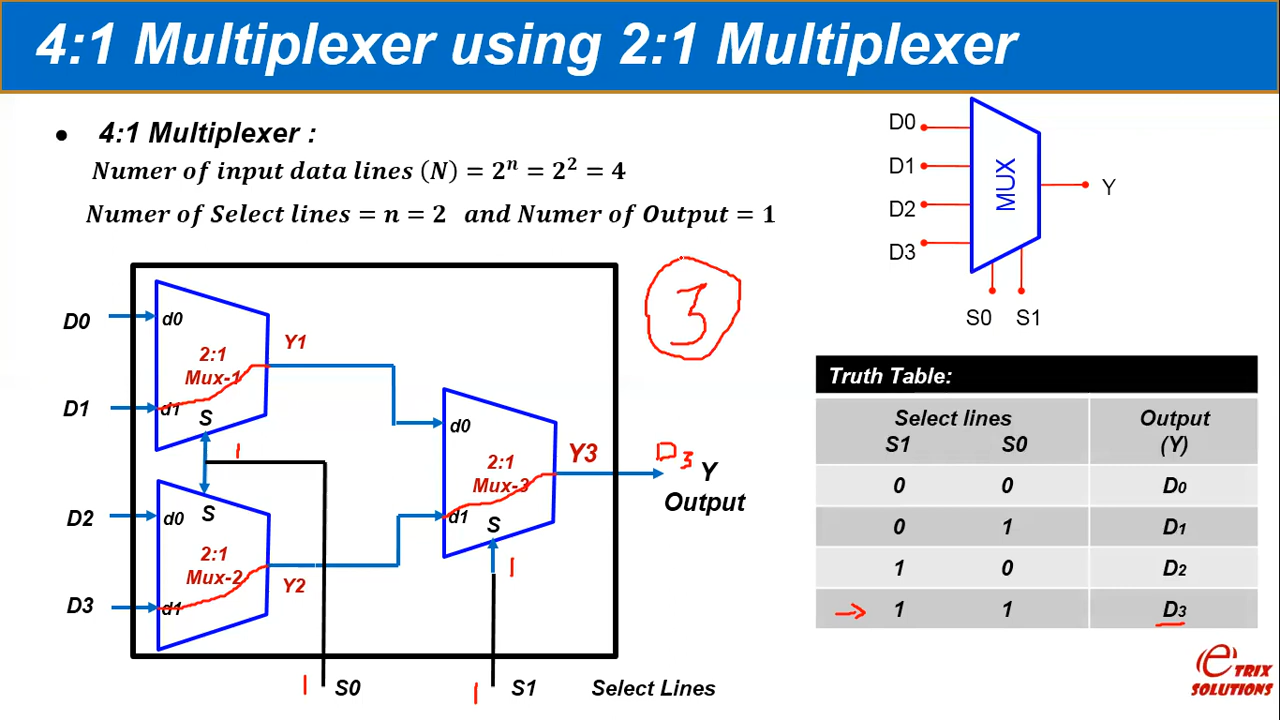 4:1 Multiplexer using 2:1 Multiplexer
• 4:1 Multiplexer :
Numer of input data lines (N) = 2ⁿ = 2² = 4
Numer of Select lines = n = 2 and Numer of Output = 1
D0
D1
D2
D3
MUX
Y
S0 S1
D0
d0
2:1
Mux-1
Y1
D1
d1
S
1
D2
d0
S
2:1
Mux-2
Y2
D3
d1
d0
2:1
Mux-3
d1
S
1
Y3
D3
Y
Output
3
1 S0
1 S1
Select Lines
Truth Table:
Select lines Output
S1 S0 (Y)
0 0 D0
0 1 D1
1 0 D2
→ 1 1 D3
eTRIX
SOLUTIONS